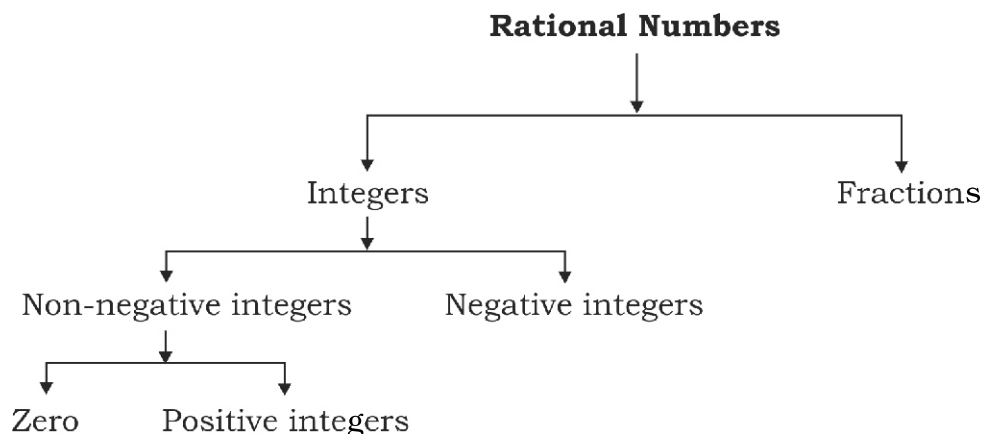 Rational Numbers
Integers Fractions
Non-negative integers Negative integers
Zero Positive integers